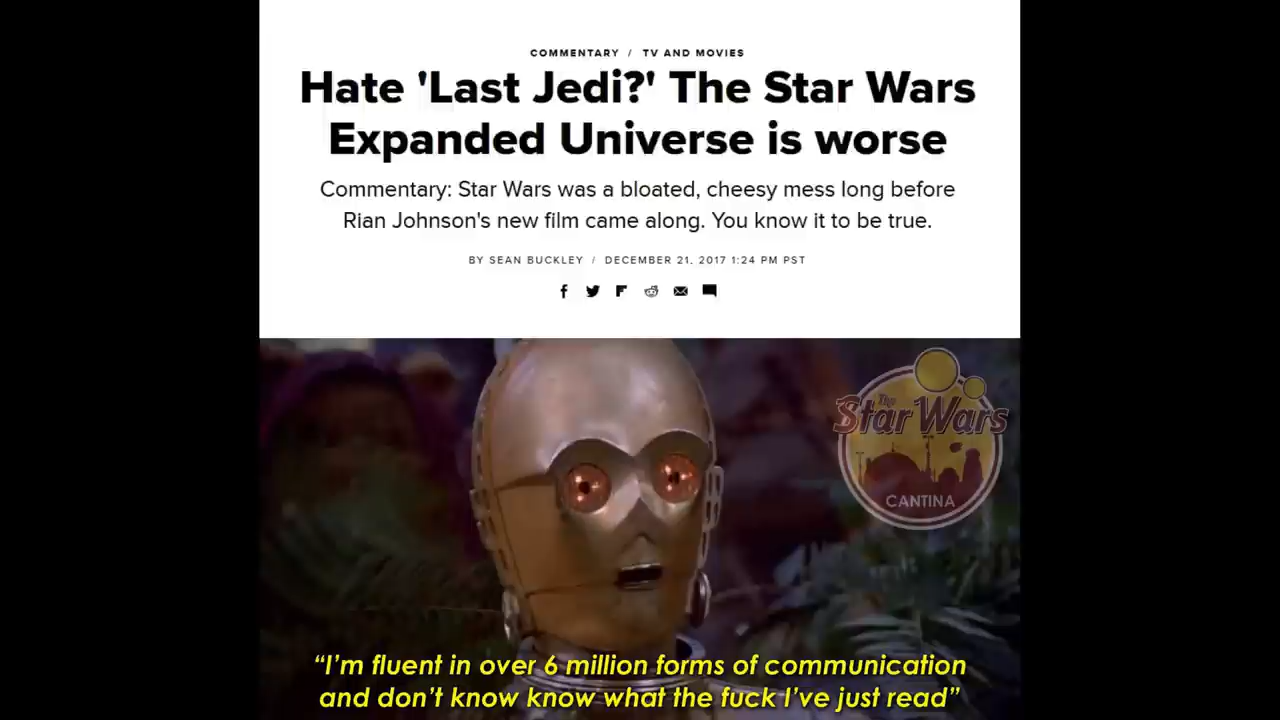 COMMENTARY / TV AND MOVIES
Hate 'Last Jedi?' The Star Wars
Expanded Universe is worse
Commentary: Star Wars was a bloated, cheesy mess long before
Rian Johnson's new film came along. You know it to be true.
BY SEAN BUCKLEY / DECEMBER 21, 2017 1:24 PM PST
The
Star Wars
CANTINA
“I’m fluent in over 6 million forms of communication
and don’t know know what the fuck I’ve just read”